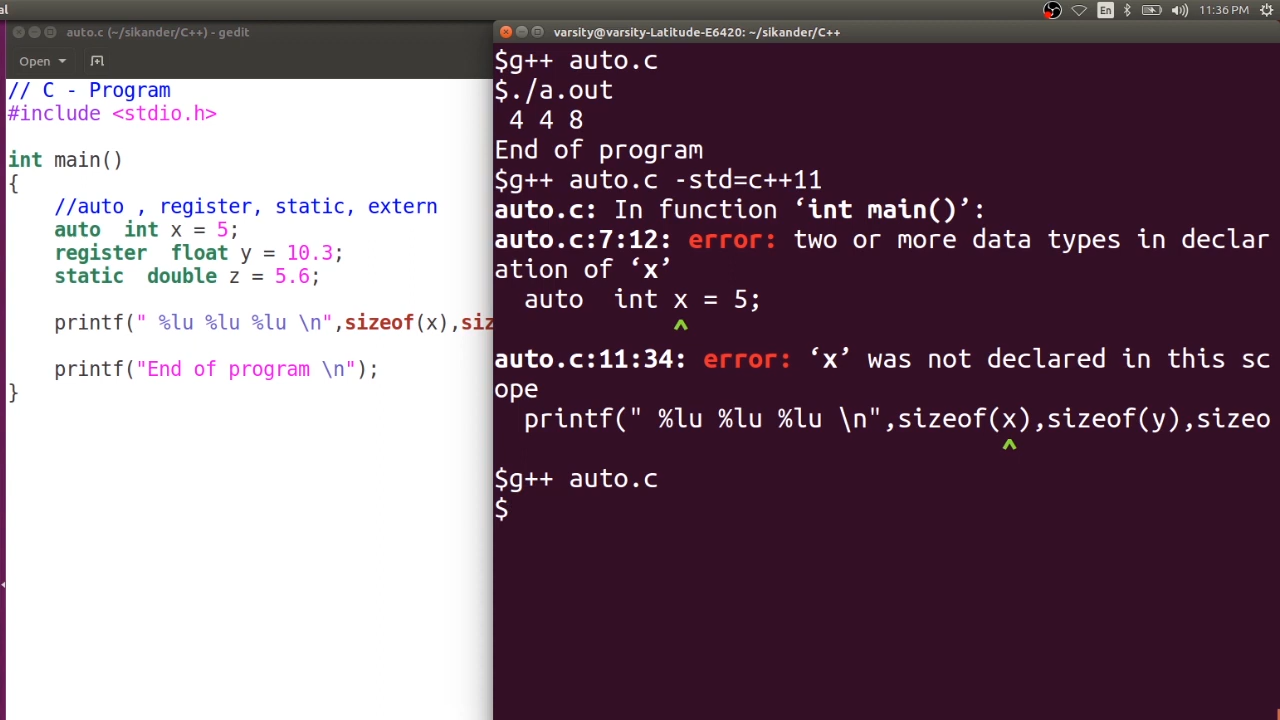 al
En
11:36 PM
auto.c (~/sikander/C++) - gedit
Open
// C - Program
#include <stdio.h>
int main()
{
//auto , register, static, extern
auto  int x = 5;
register  float y = 10.3;
static  double z = 5.6;
printf(" %lu %lu %lu \n",sizeof(x),siz
printf("End of program \n");
}
varsity@varsity-Latitude-E6420: ~/sikander/C++
$g++ auto.c
$./a.out
 4 4 8
End of program
$g++ auto.c -std=c++11
auto.c: In function ‘int main()’:
auto.c:7:12: error: two or more data types in declar
ation of ‘x’
  auto  int x = 5;
^
auto.c:11:34: error: ‘x’ was not declared in this sc
ope
  printf(" %lu %lu %lu \n",sizeof(x),sizeof(y),sizeo
^
$g++ auto.c
$